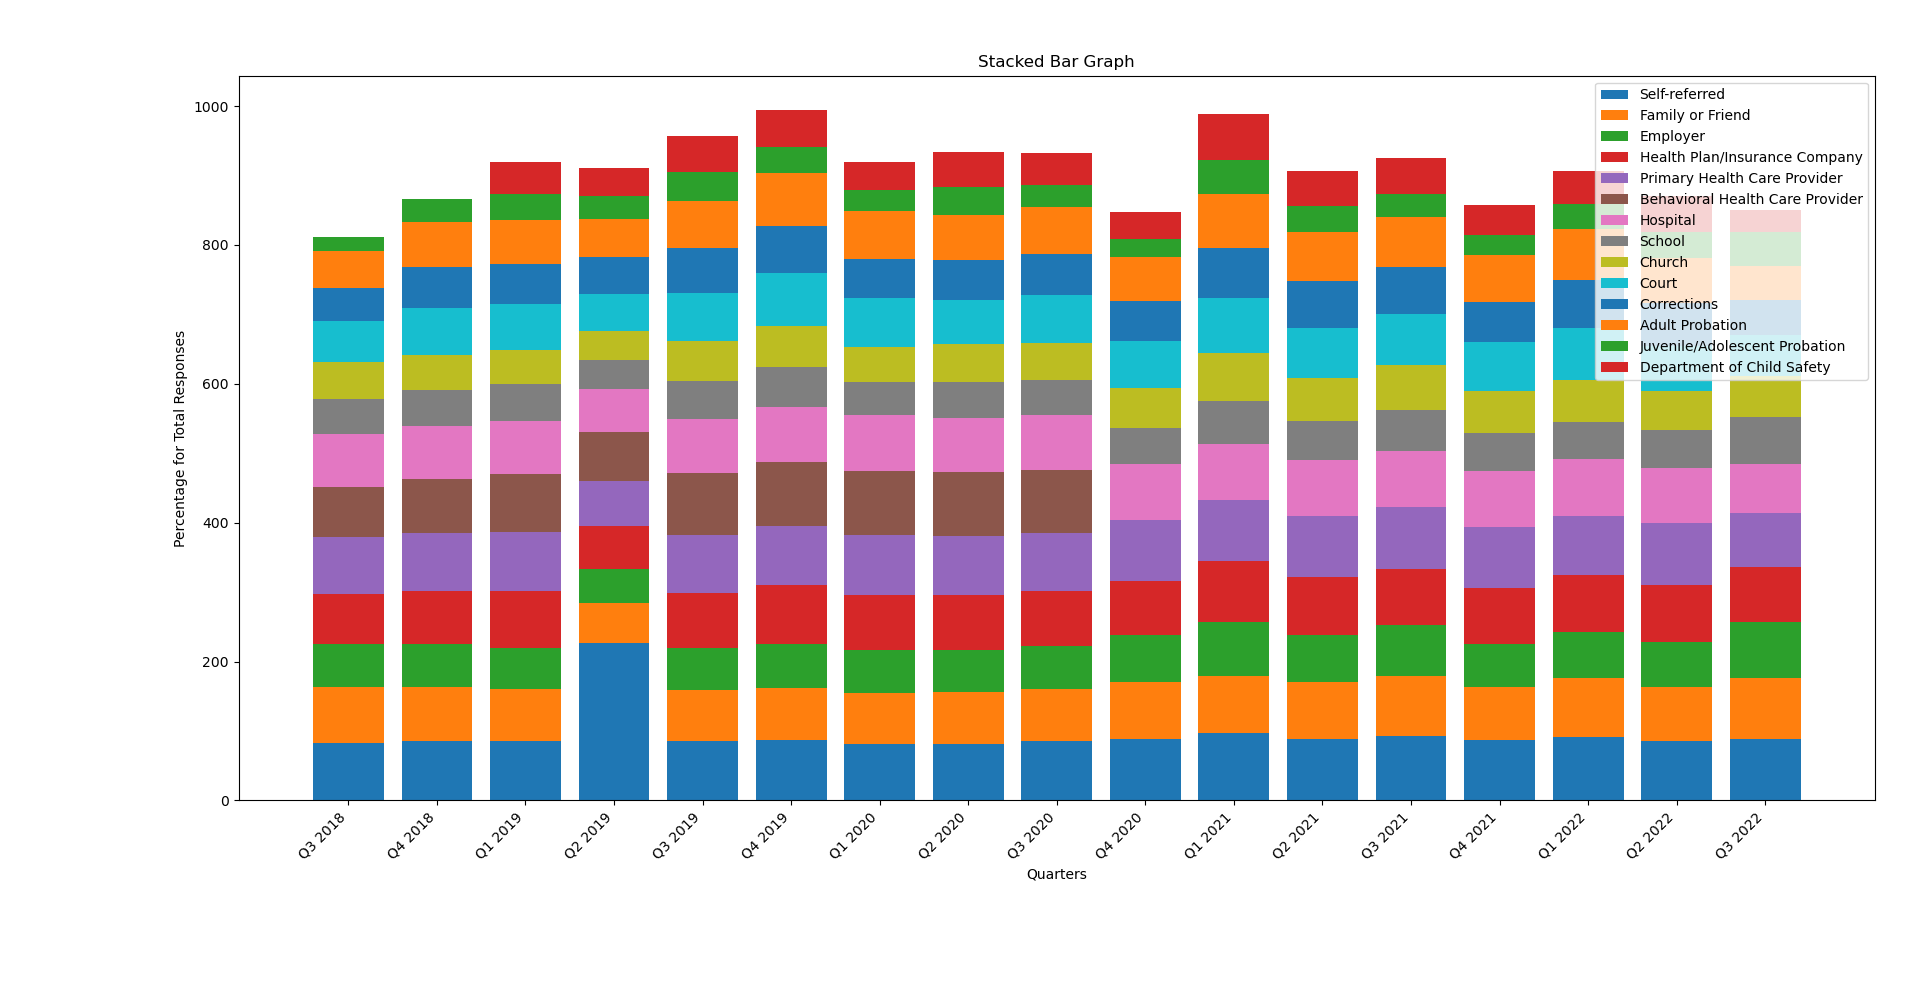 Stacked Bar Graph
1000
800
600
400
200
0
Percentage for Total Responses
Self-referred
Family or Friend
Employer
Health Plan/Insurance Company
Primary Health Care Provider
Behavioral Health Care Provider
Hospital
School
Church
Court
Corrections
Adult Probation
Juvenile/Adolescent Probation
Department of Child Safety
Q3 2018
Q4 2018
Q1 2019
Q2 2019
Q3 2019
Q4 2019
Q1 2020
Q2 2020
Q3 2020
Q4 2020
Q1 2021
Q2 2021
Q3 2021
Q4 2021
Q1 2022
Q2 2022
Q3 2022
Quarters